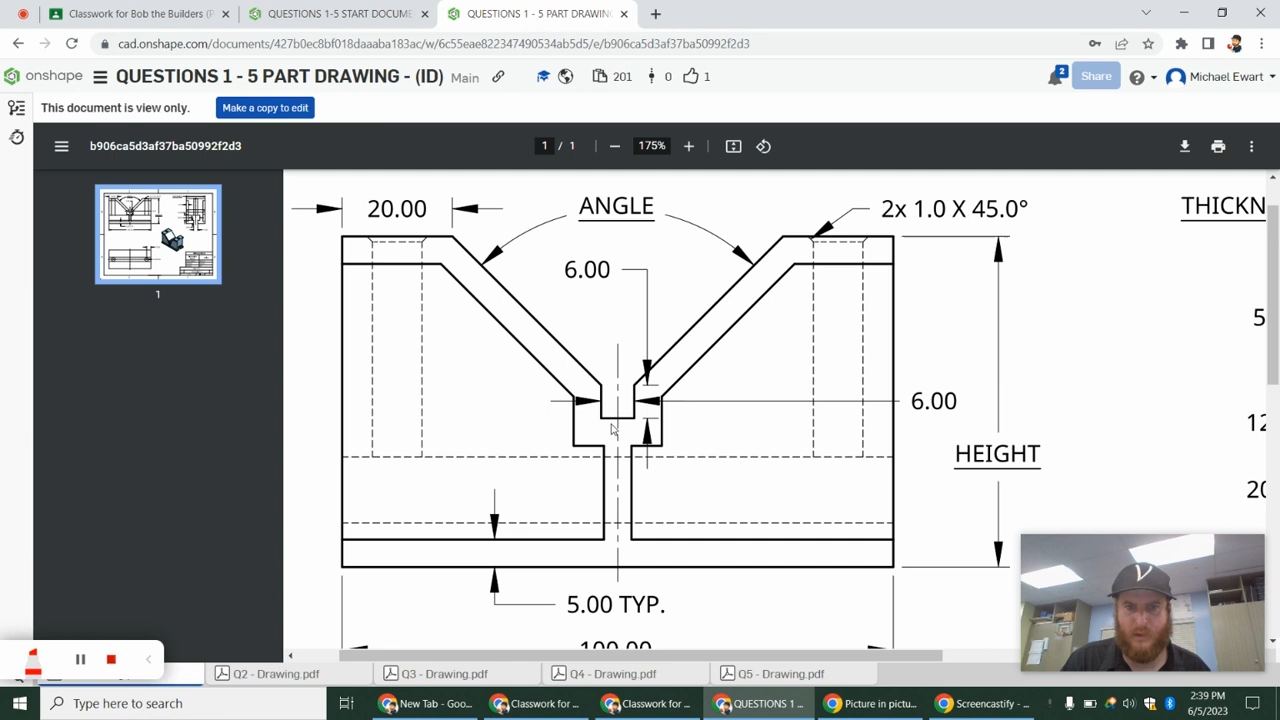 Classwork for Bob the Builders (P
QUESTIONS 1-5 START DOCUME
QUESTIONS 1 - 5 PART DRAWING
cad.onshape.com/documents/427b0ec8bf018daaaba183ac/w/6c55eae822347490534ab5d5/e/b906ca5d3af37ba50992f2d3
onshape
QUESTIONS 1 - 5 PART DRAWING - (ID)
Main
201
0
1
2
Share
Michael Ewart
This document is view only.
Make a copy to edit
b906ca5d3af37ba50992f2d3
1 / 1
175%
20.00
ANGLE
2x 1.0 X 45.0°
THICKN
6.00
5
6.00
12
HEIGHT
20
5.00 TYP.
100.00
1
Q2 - Drawing.pdf
Q3 - Drawing.pdf
Q4 - Drawing.pdf
Q5 - Drawing.pdf
Type here to search
New Tab - Goo...
Classwork for ...
Classwork for ...
QUESTIONS 1 ...
Picture in pictu...
Screencastify - ...
2:39 PM
6/5/2023